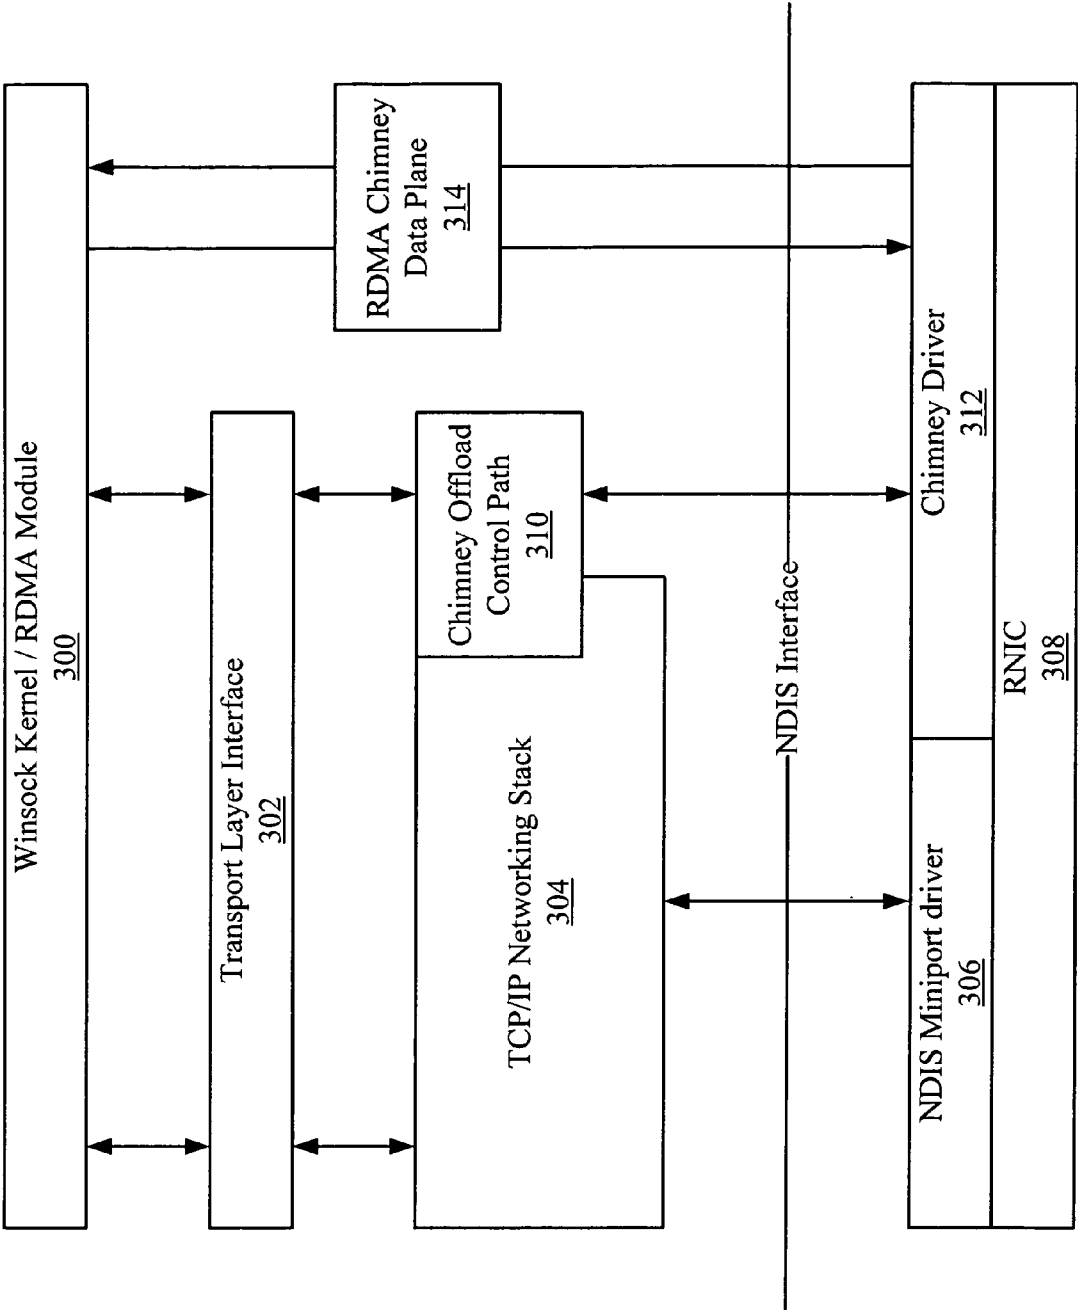 Winsock Kernel / RDMA Module
300
Transport Layer Interface
302
TCP/IP Networking Stack
304
Chimney Offload
Control Path
310
RDMA Chimney
Data Plane
314
NDIS Interface
NDIS Miniport driver
306
Chimney Driver
312
RNIC
308